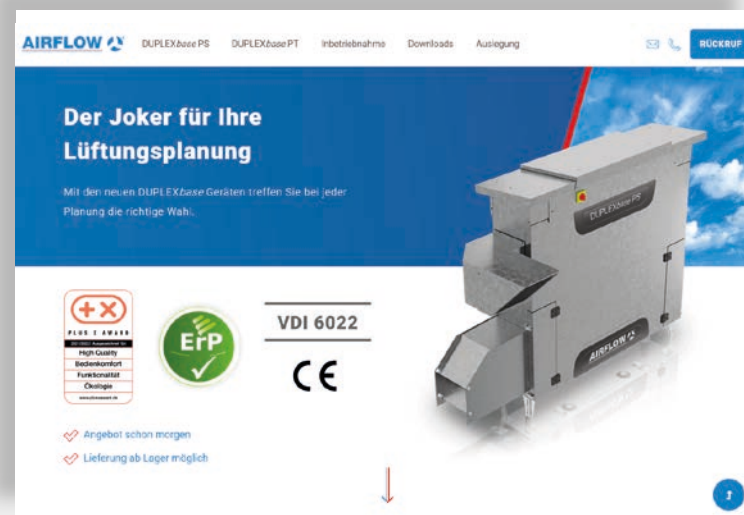 AIRFLOW
DUPLEXbase PS
DUPLEXbase PT
Inbetriebnahme
Downloads
Auslegung
RÜCKRUF
Der Joker für Ihre
Lüftungsplanung
Mit den neuen DUPLEXbase Geräten treffen Sie bei jeder
Planung die richtige Wahl.
DUPLEXbase PS
AIRFLOW
PLUS X AWARD
High Quality
Bedienkomfort
Funktionalität
Ökologie
ErP
VDI 6022
CE
Angebot schon morgen
Lieferung ab Lager möglich